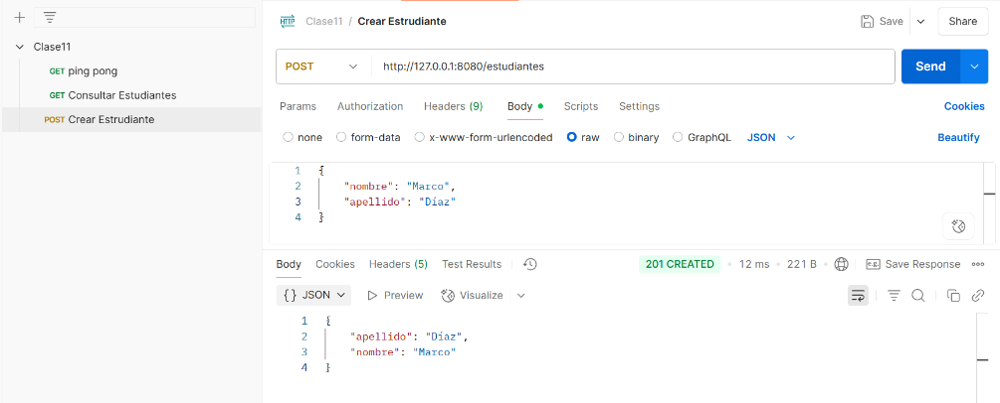 Clase11
GET ping pong
GET Consultar Estudiantes
POST Crear Estrudiante
HTTP Clase11 / Crear Estrudiante Save Share
POST http://127.0.0.1:8080/estudiantes Send
Params Authorization Headers (9) Body Scripts Settings Cookies
none form-data x-www-form-urlencoded raw binary GraphQL JSON Beautify
1 {
2 "nombre": "Marco",
3 "apellido": "Díaz"
4 }
Body Cookies Headers (5) Test Results 201 CREATED 12 ms 221 B e.g. Save Response
{} JSON Preview Visualize
1 {
2 "apellido": "Díaz",
3 "nombre": "Marco"
4 }